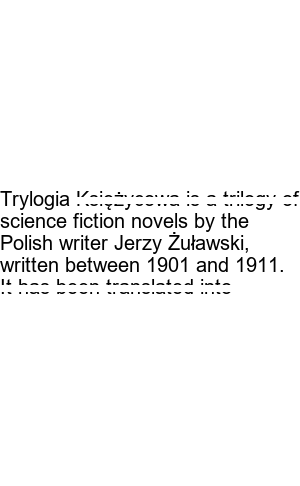 Trylogia Księżycowa is a trilogy of
science fiction novels by the
Polish writer Jerzy Żuławski,
written between 1901 and 1911.
It has been translated into